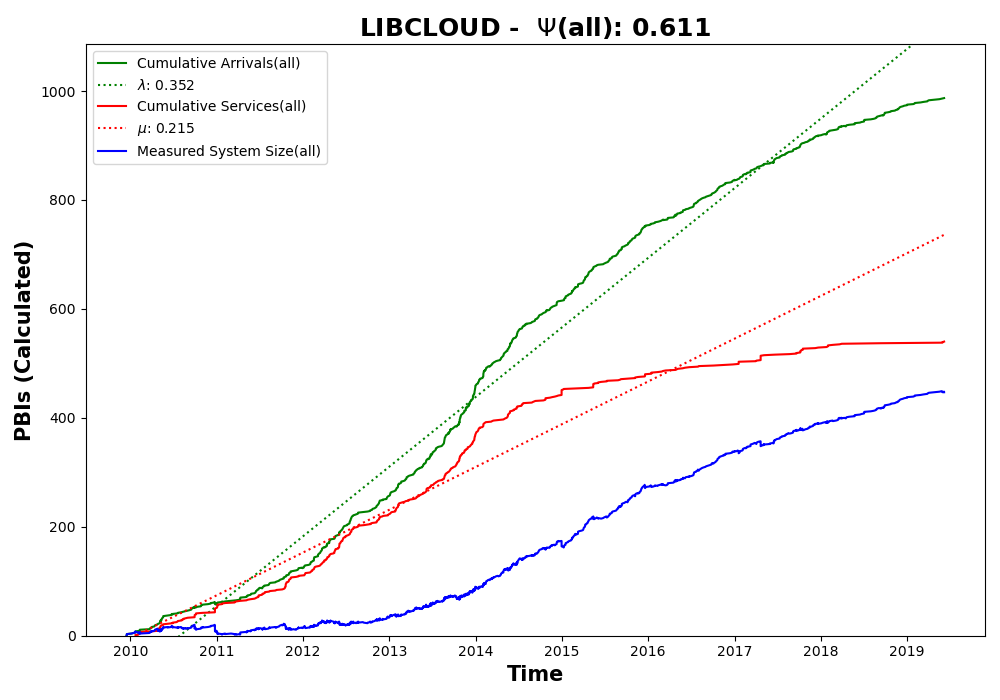 LIBCLOUD - Ψ(all): 0.611
Cumulative Arrivals(all)
λ: 0.352
Cumulative Services(all)
μ: 0.215
Measured System Size(all)
PBIs (Calculated)
1000
800
600
400
200
0
2010 2011 2012 2013 2014 2015 2016 2017 2018 2019
Time